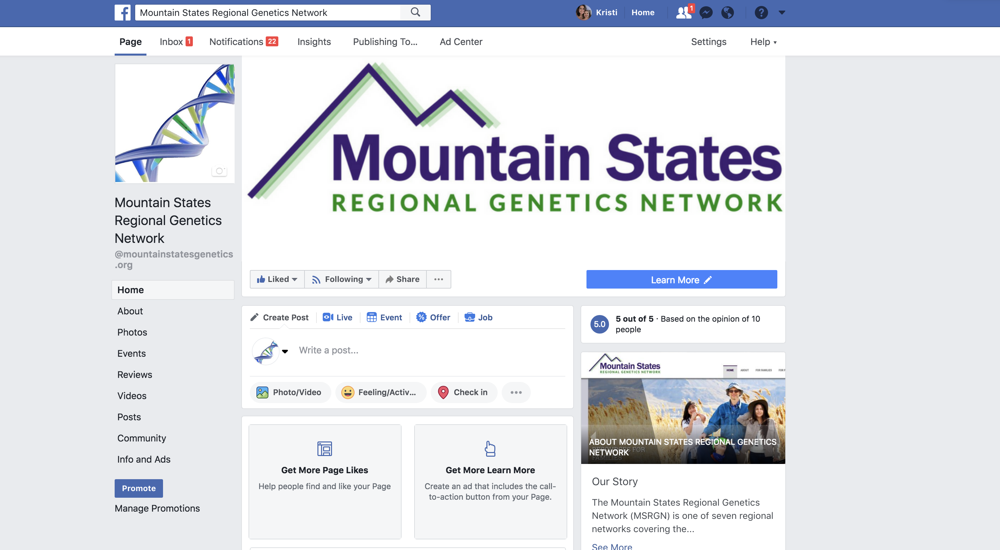 Mountain States Regional Genetics Network
Kristi
Home
1
Page
Inbox 1
Notifications 22
Insights
Publishing To...
Ad Center
Settings
Help
Mountain States
REGIONAL GENETICS NETWORK
Mountain States
Regional Genetics
Network
@mountainstatesgenetics
.org
Home
About
Photos
Events
Reviews
Videos
Posts
Community
Info and Ads
Promote
Manage Promotions
Liked
Following
Share
Learn More
Create Post
Live
Event
Offer
Job
Write a post...
Photo/Video
Feeling/Activ...
Check in
Get More Page Likes
Help people find and like your Page
Get More Learn More
Create an ad that includes the call-
to-action button from your Page.
5.0
5 out of 5 · Based on the opinion of 10
people
Mountain States
REGIONAL GENETICS NETWORK
HOME
ABOUT
FOR FAMILIES
FOR P
RESOURCES FOR
FAMILIES
ABOUT MOUNTAIN STATES REGIONAL GENETICS
NETWORK
Our Story
The Mountain States Regional Genetics
Network (MSRGN) is one of seven regional
networks covering the...
See More